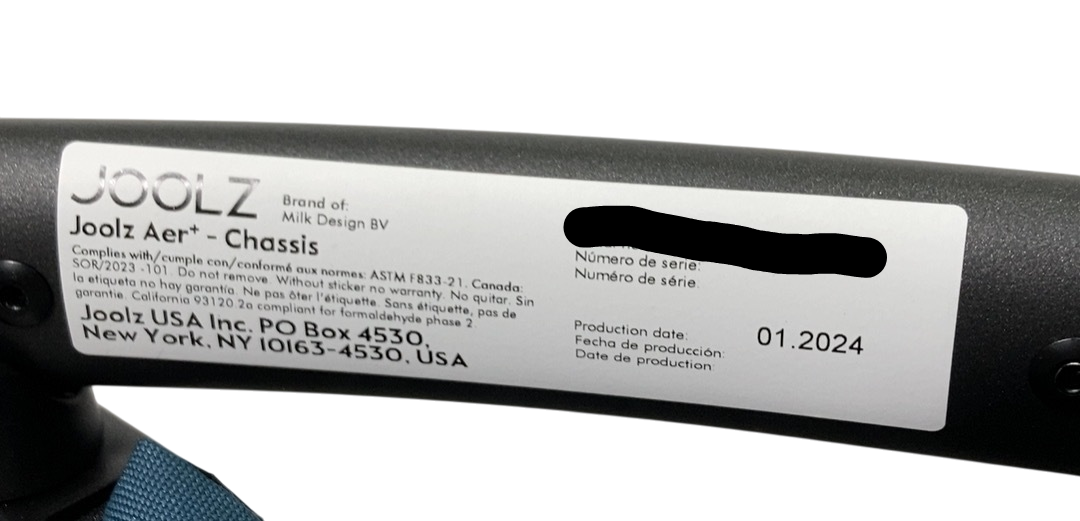 JOOLZ
Brand of:
Milk Design BV
Joolz Aer+ - Chassis
Complies with/cumple con/conformé aux normes: ASTM F833-21. Canada:
SOR/2023 -101. Do not remove. Without sticker no warranty. No quitar. Sin
la etiqueta no hay garantía. Ne pas ôter l'étiquette. Sans étiquette, pas de
garantie. California 93120.2a compliant for formaldehyde phase 2
Joolz USA Inc. PO Box 4530,
New York, NY 10163-4530, USA
Número de serie:
Numéro de série:
Production date:
Fecha de producción:
Date de production:
01.2024